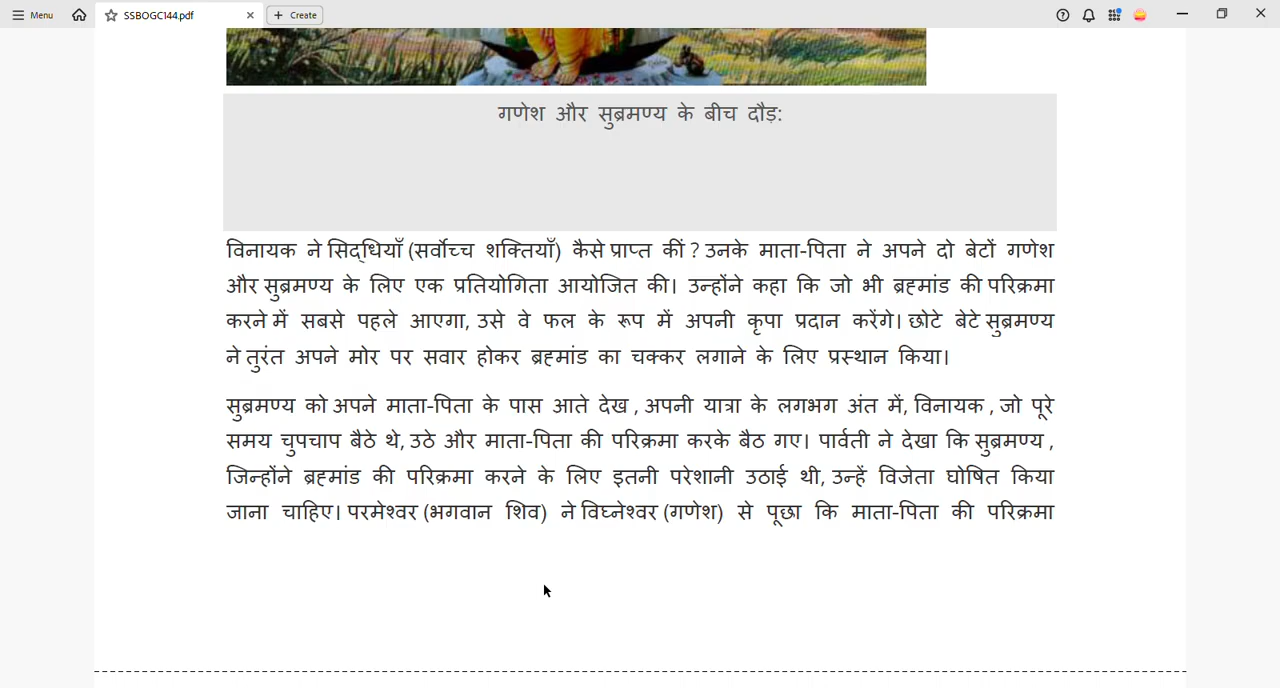 Menu
SSBOGC144.pdf
Create
गणेश और सुब्रमण्य के बीच दौड़:
विनायक ने सिद्धियाँ (सर्वोच्च शक्तियाँ) कैसे प्राप्त कीं ? उनके माता-पिता ने अपने दो बेटों गणेश
और सुब्रमण्य के लिए एक प्रतियोगिता आयोजित की। उन्होंने कहा कि जो भी ब्रह्मांड की परिक्रमा
करने में सबसे पहले आएगा, उसे वे फल के रूप में अपनी कृपा प्रदान करेंगे। छोटे बेटे सुब्रमण्य
ने तुरंत अपने मोर पर सवार होकर ब्रह्मांड का चक्कर लगाने के लिए प्रस्थान किया।
सुब्रमण्य को अपने माता-पिता के पास आते देख , अपनी यात्रा के लगभग अंत में, विनायक , जो पूरे
समय चुपचाप बैठे थे, उठे और माता-पिता की परिक्रमा करके बैठ गए। पार्वती ने देखा कि सुब्रमण्य ,
जिन्होंने ब्रह्मांड की परिक्रमा करने के लिए इतनी परेशानी उठाई थी, उन्हें विजेता घोषित किया
जाना चाहिए। परमेश्वर (भगवान शिव) ने विघ्नेश्वर (गणेश) से पूछा कि माता-पिता की परिक्रमा